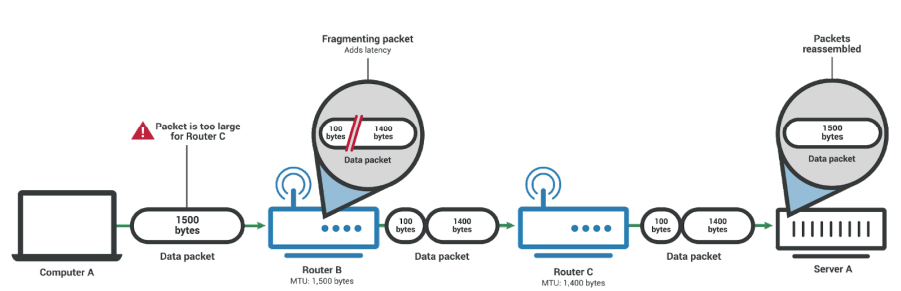 Fragmenting packet
Adds latency
Packets
reassembled
Packet is too large
for Router C
100
bytes
1400
bytes
Data packet
1500
bytes
Data packet
1500
bytes
100
bytes
1400
bytes
100
bytes
1400
bytes
Computer A
Data packet
Router B
MTU: 1,500 bytes
Data packet
Router C
MTU: 1,400 bytes
Data packet
Server A